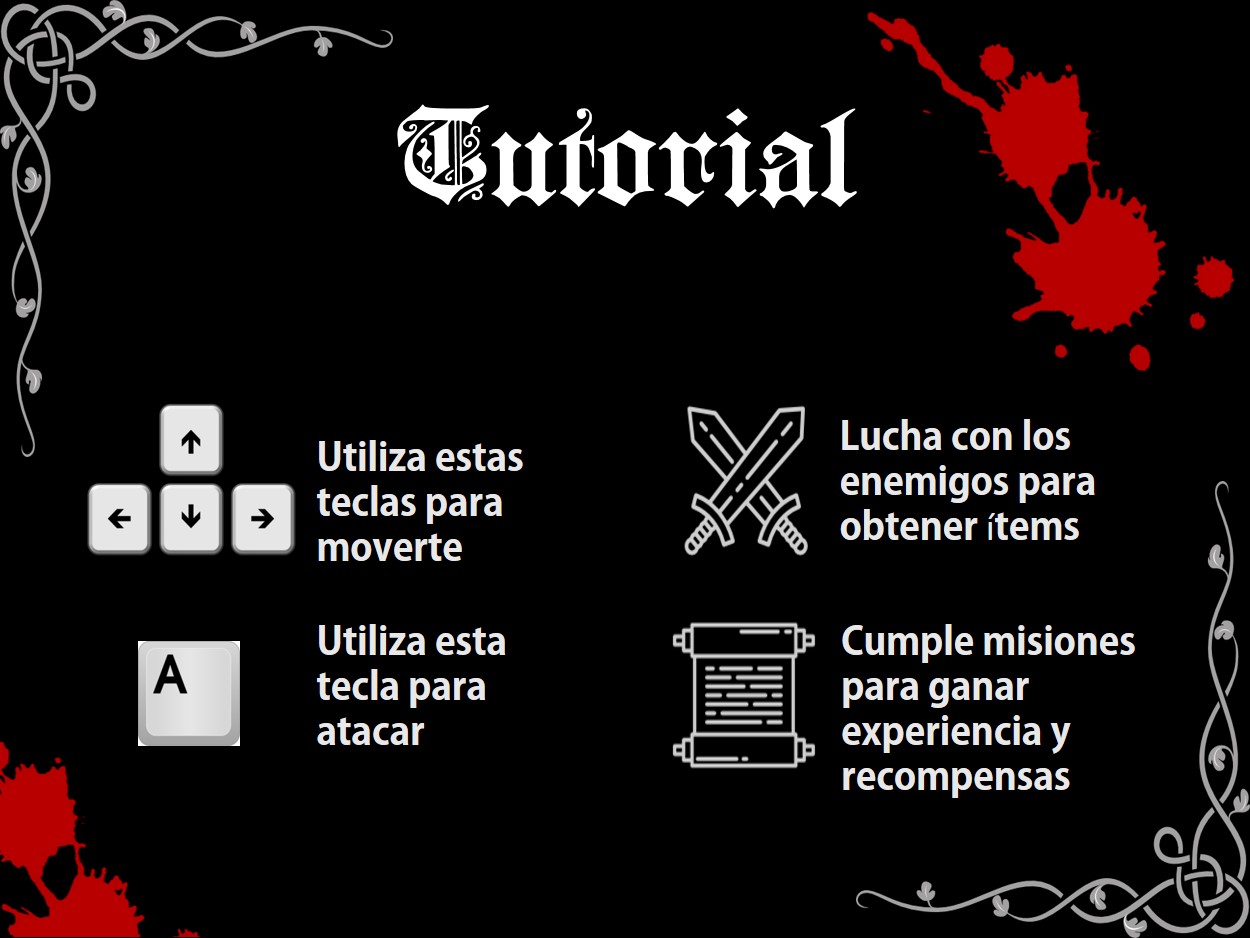 Tutorial
Utiliza estas
teclas para
moverte
Lucha con los
enemigos para
obtener ítems
A
Utiliza esta
tecla para
atacar
Cumple misiones
para ganar
experiencia y
recompensas